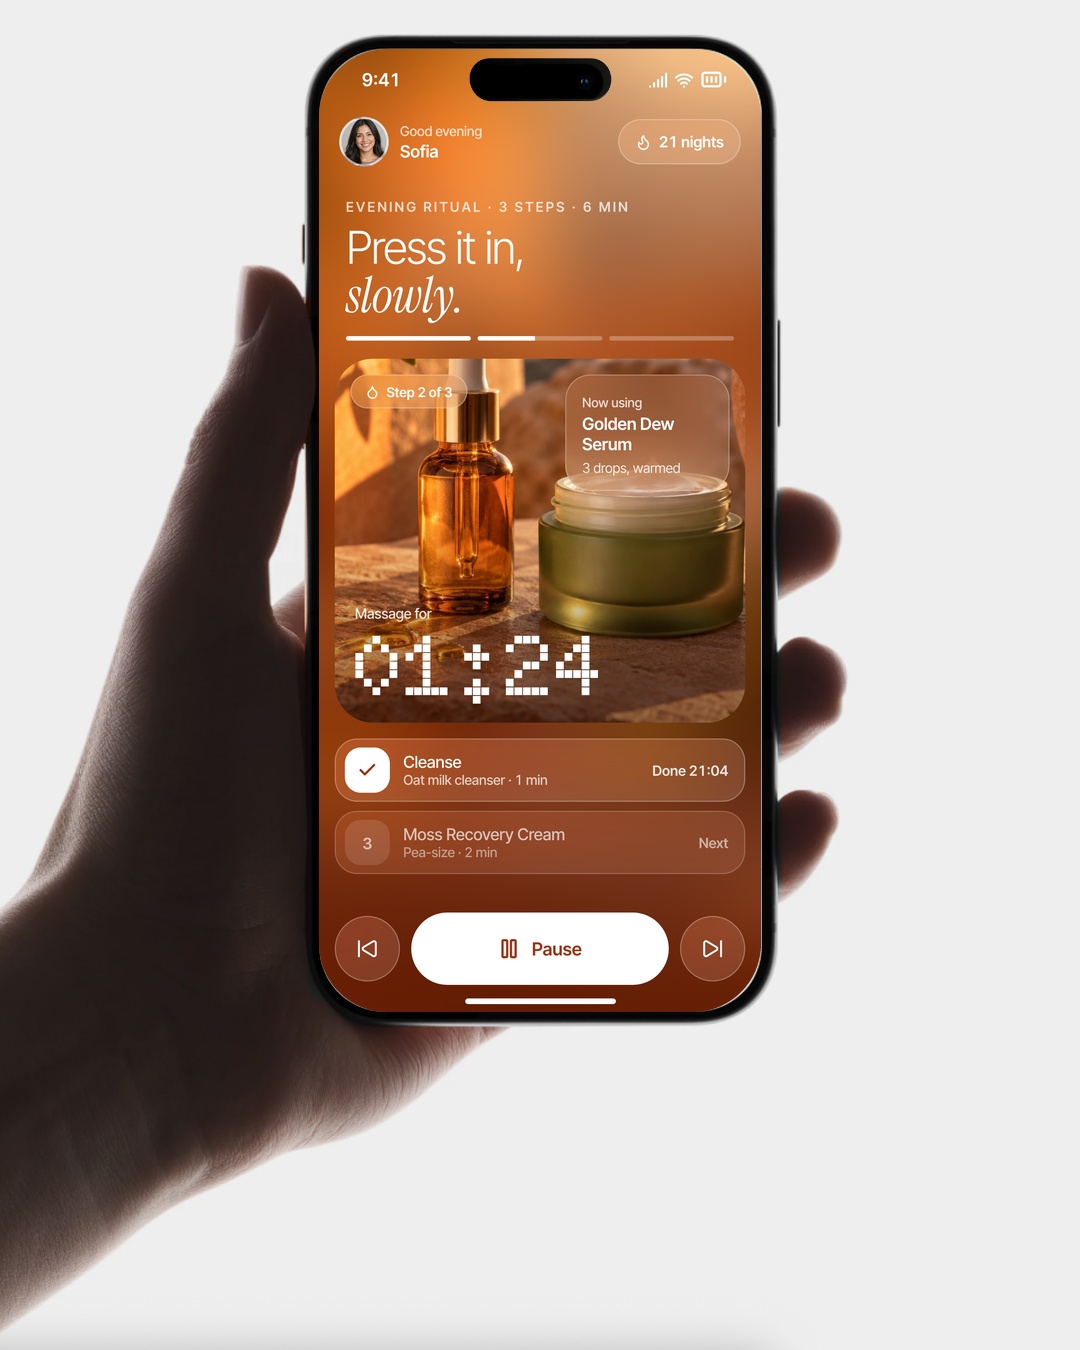 9:41
Good evening
Sofia
21 nights
EVENING RITUAL · 3 STEPS · 6 MIN
Press it in,
slowly.
Step 2 of 3
Now using
Golden Dew
Serum
3 drops, warmed
Massage for
01:24
Cleanse
Oat milk cleanser · 1 min
Done 21:04
3
Moss Recovery Cream
Pea-size · 2 min
Next
Pause